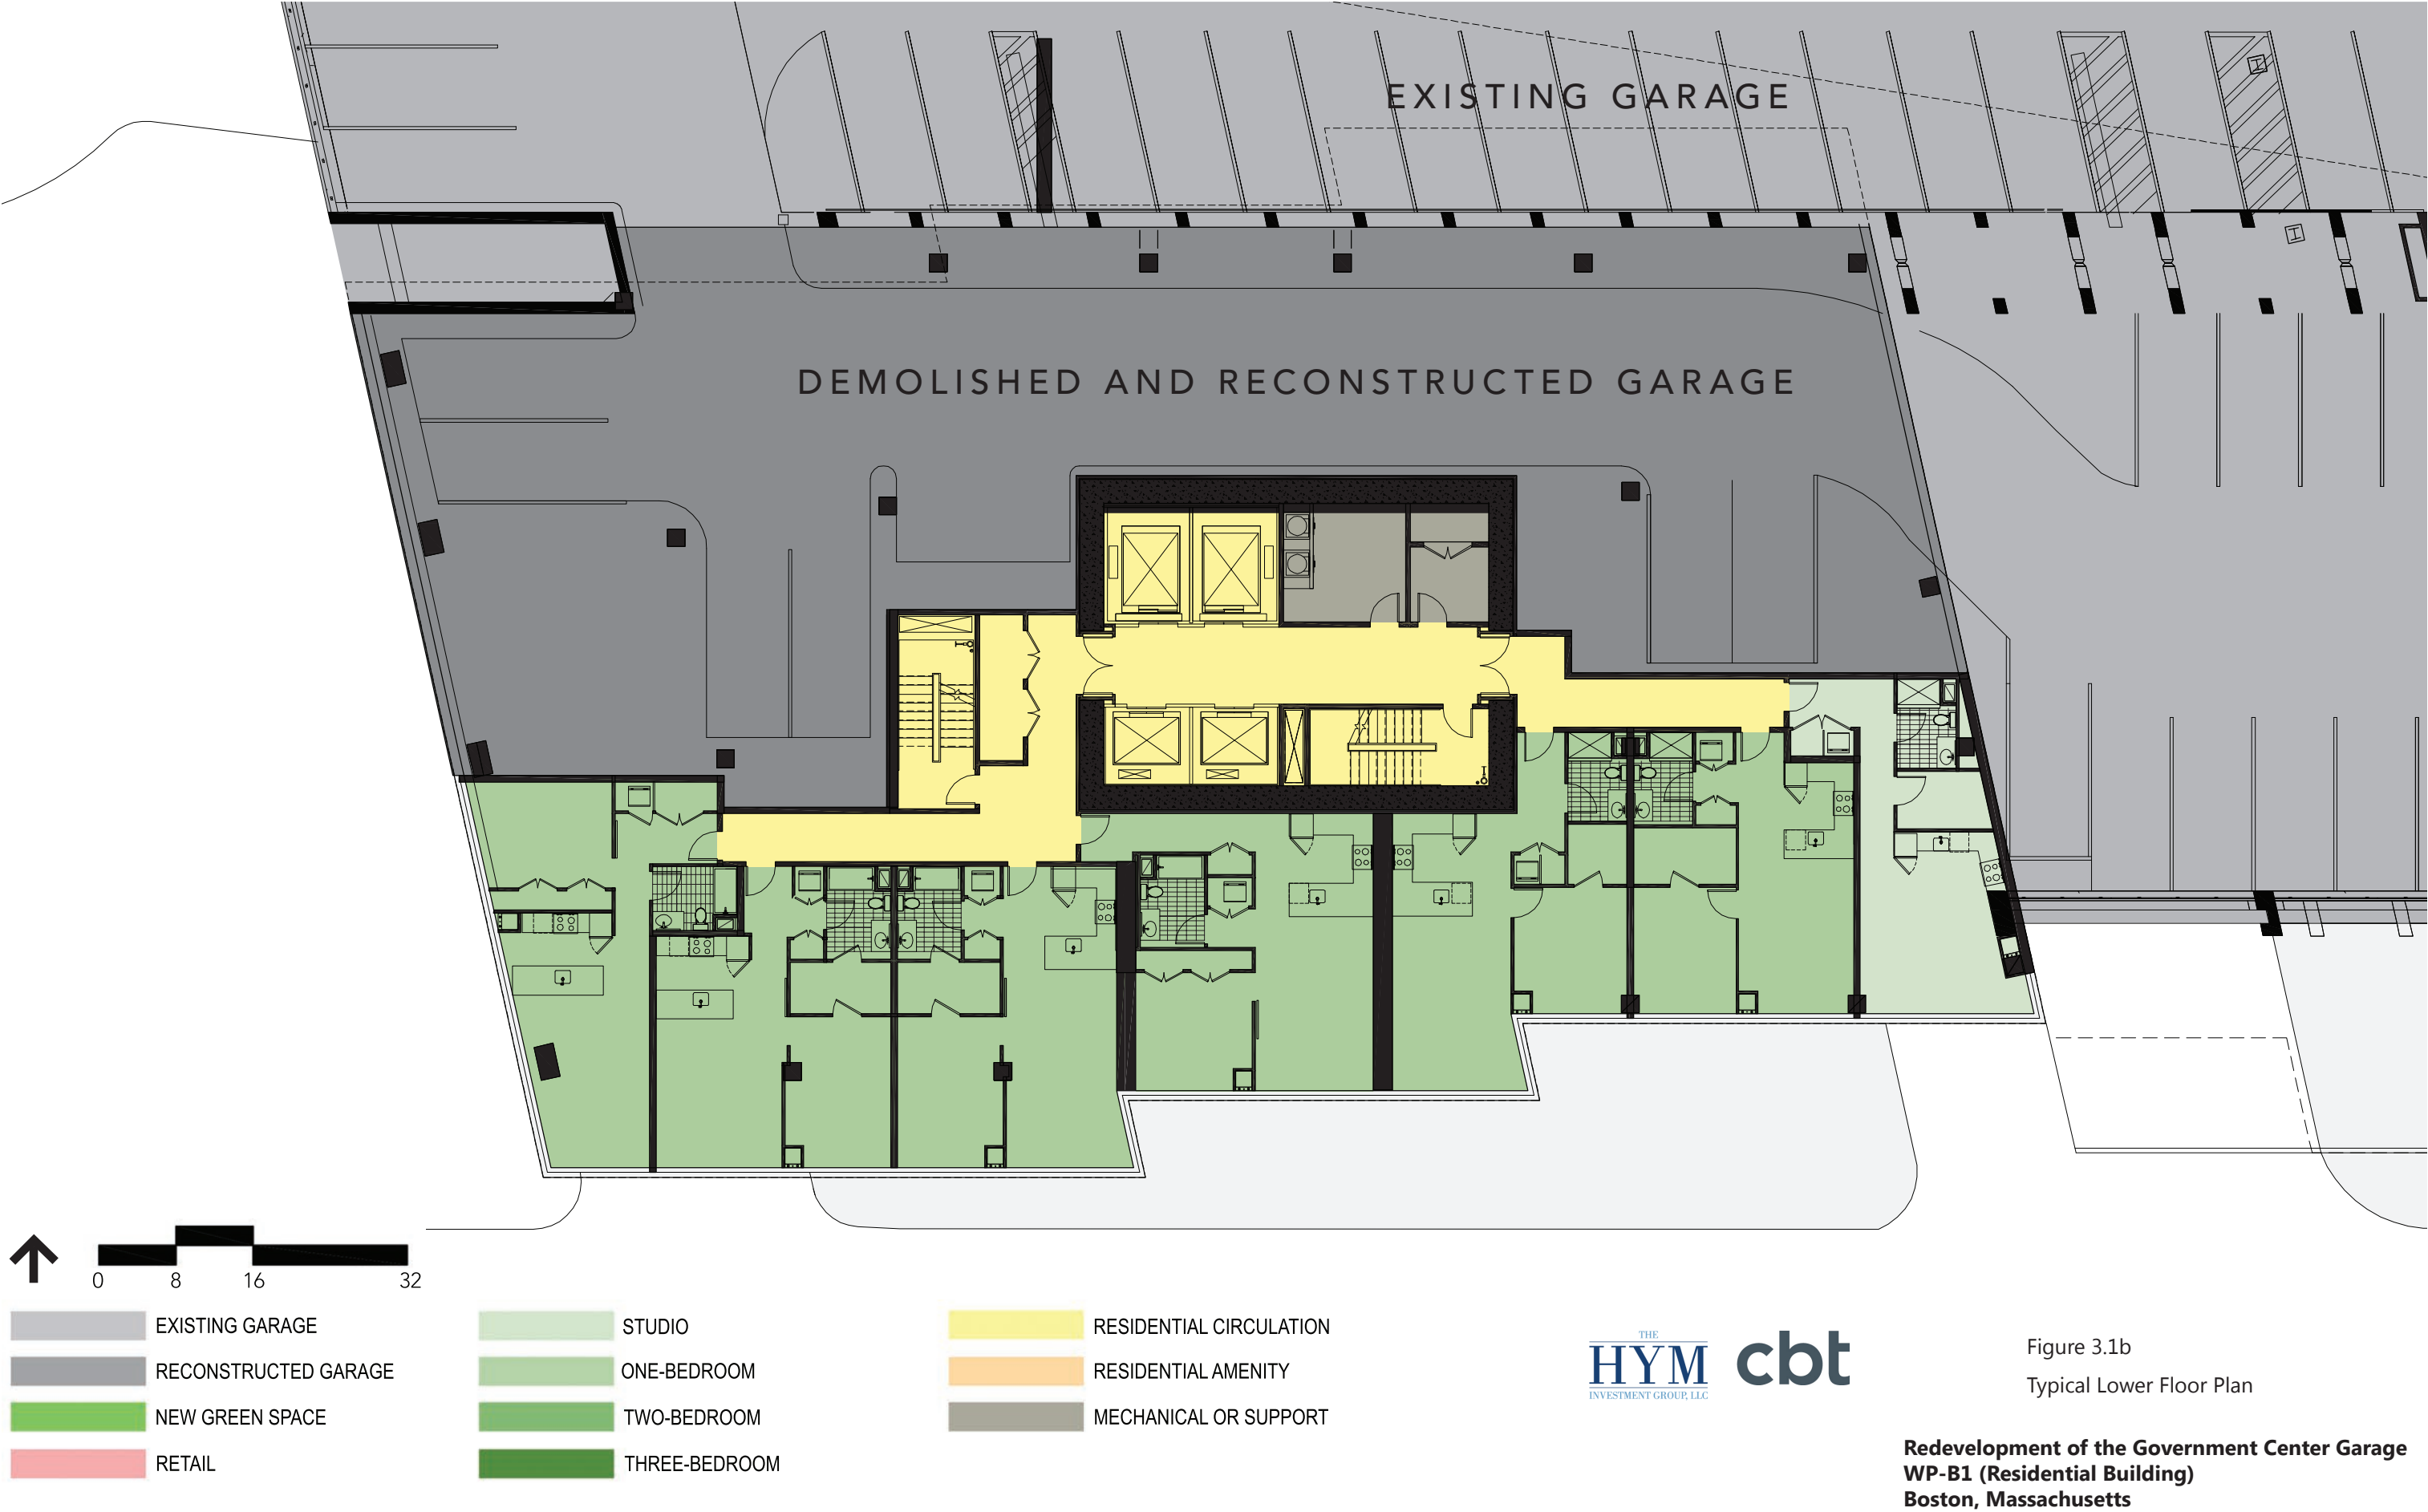 EXISTING GARAGE
DEMOLISHED AND RECONSTRUCTED GARAGE
0 8 16 32
EXISTING GARAGE
RECONSTRUCTED GARAGE
NEW GREEN SPACE
RETAIL
STUDIO
ONE-BEDROOM
TWO-BEDROOM
THREE-BEDROOM
RESIDENTIAL CIRCULATION
RESIDENTIAL AMENITY
MECHANICAL OR SUPPORT
THE
HYM
INVESTMENT GROUP, LLC
cbt
Figure 3.1b
Typical Lower Floor Plan
Redevelopment of the Government Center Garage
WP-B1 (Residential Building)
Boston, Massachusetts